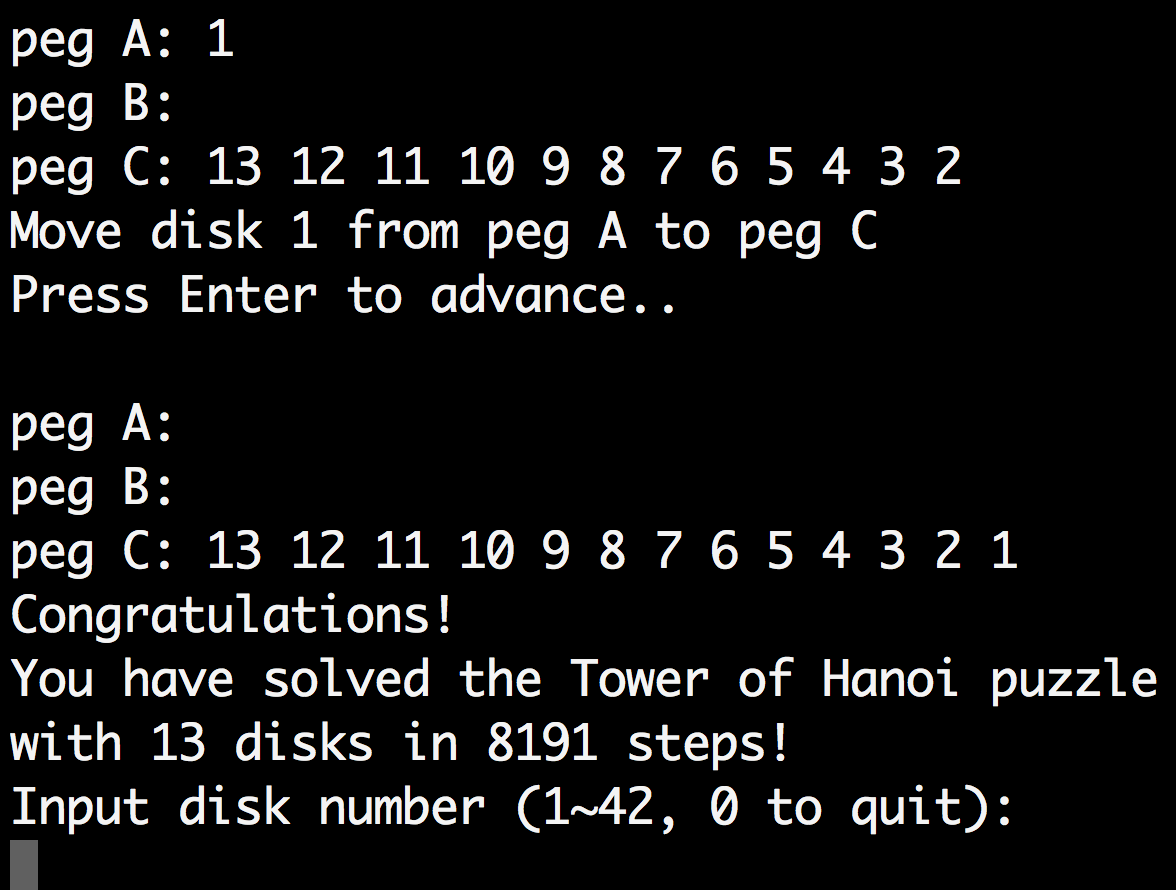 peg A: 1
peg B:
peg C: 13 12 11 10 9 8 7 6 5 4 3 2
Move disk 1 from peg A to peg C
Press Enter to advance..
peg A:
peg B:
peg C: 13 12 11 10 9 8 7 6 5 4 3 2 1
Congratulations!
You have solved the Tower of Hanoi puzzle
with 13 disks in 8191 steps!
Input disk number (1~42, 0 to quit):